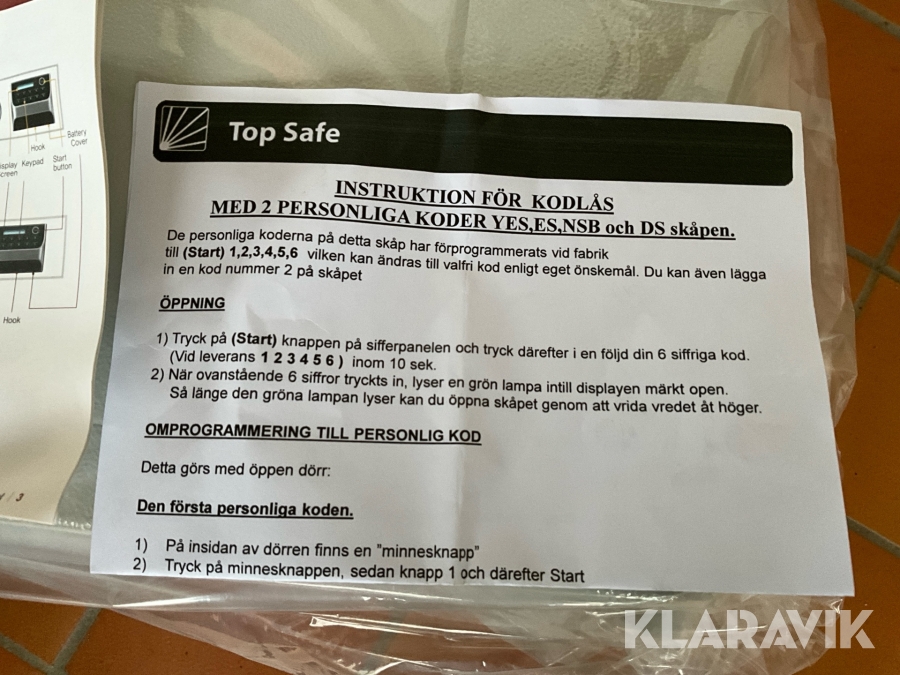 Battery
Cover
Hook
Keypad
Start
button
Hook
3
Top Safe
INSTRUKTION FÖR KODLÅS
MED 2 PERSONLIGA KODER YES,ES,NSB och DS skåpen.
De personliga koderna på detta skåp har förprogrammerats vid fabrik
till (Start) 1,2,3,4,5,6 vilken kan ändras till valfri kod enligt eget önskemål. Du kan även lägga
in en kod nummer 2 på skåpet
ÖPPNING
1) Tryck på (Start) knappen på sifferpanelen och tryck därefter i en följd din 6 siffriga kod.
(Vid leverans 1 2 3 4 5 6 ) inom 10 sek.
2) När ovanstående 6 siffror tryckts in, lyser en grön lampa intill displayen märkt open.
Så länge den gröna lampan lyser kan du öppna skåpet genom att vrida vredet åt höger.
OMPROGRAMMERING TILL PERSONLIG KOD
Detta görs med öppen dörr:
Den första personliga koden.
1) På insidan av dörren finns en "minnesknapp"
2) Tryck på minnesknappen, sedan knapp 1 och därefter Start
KLARAVIK